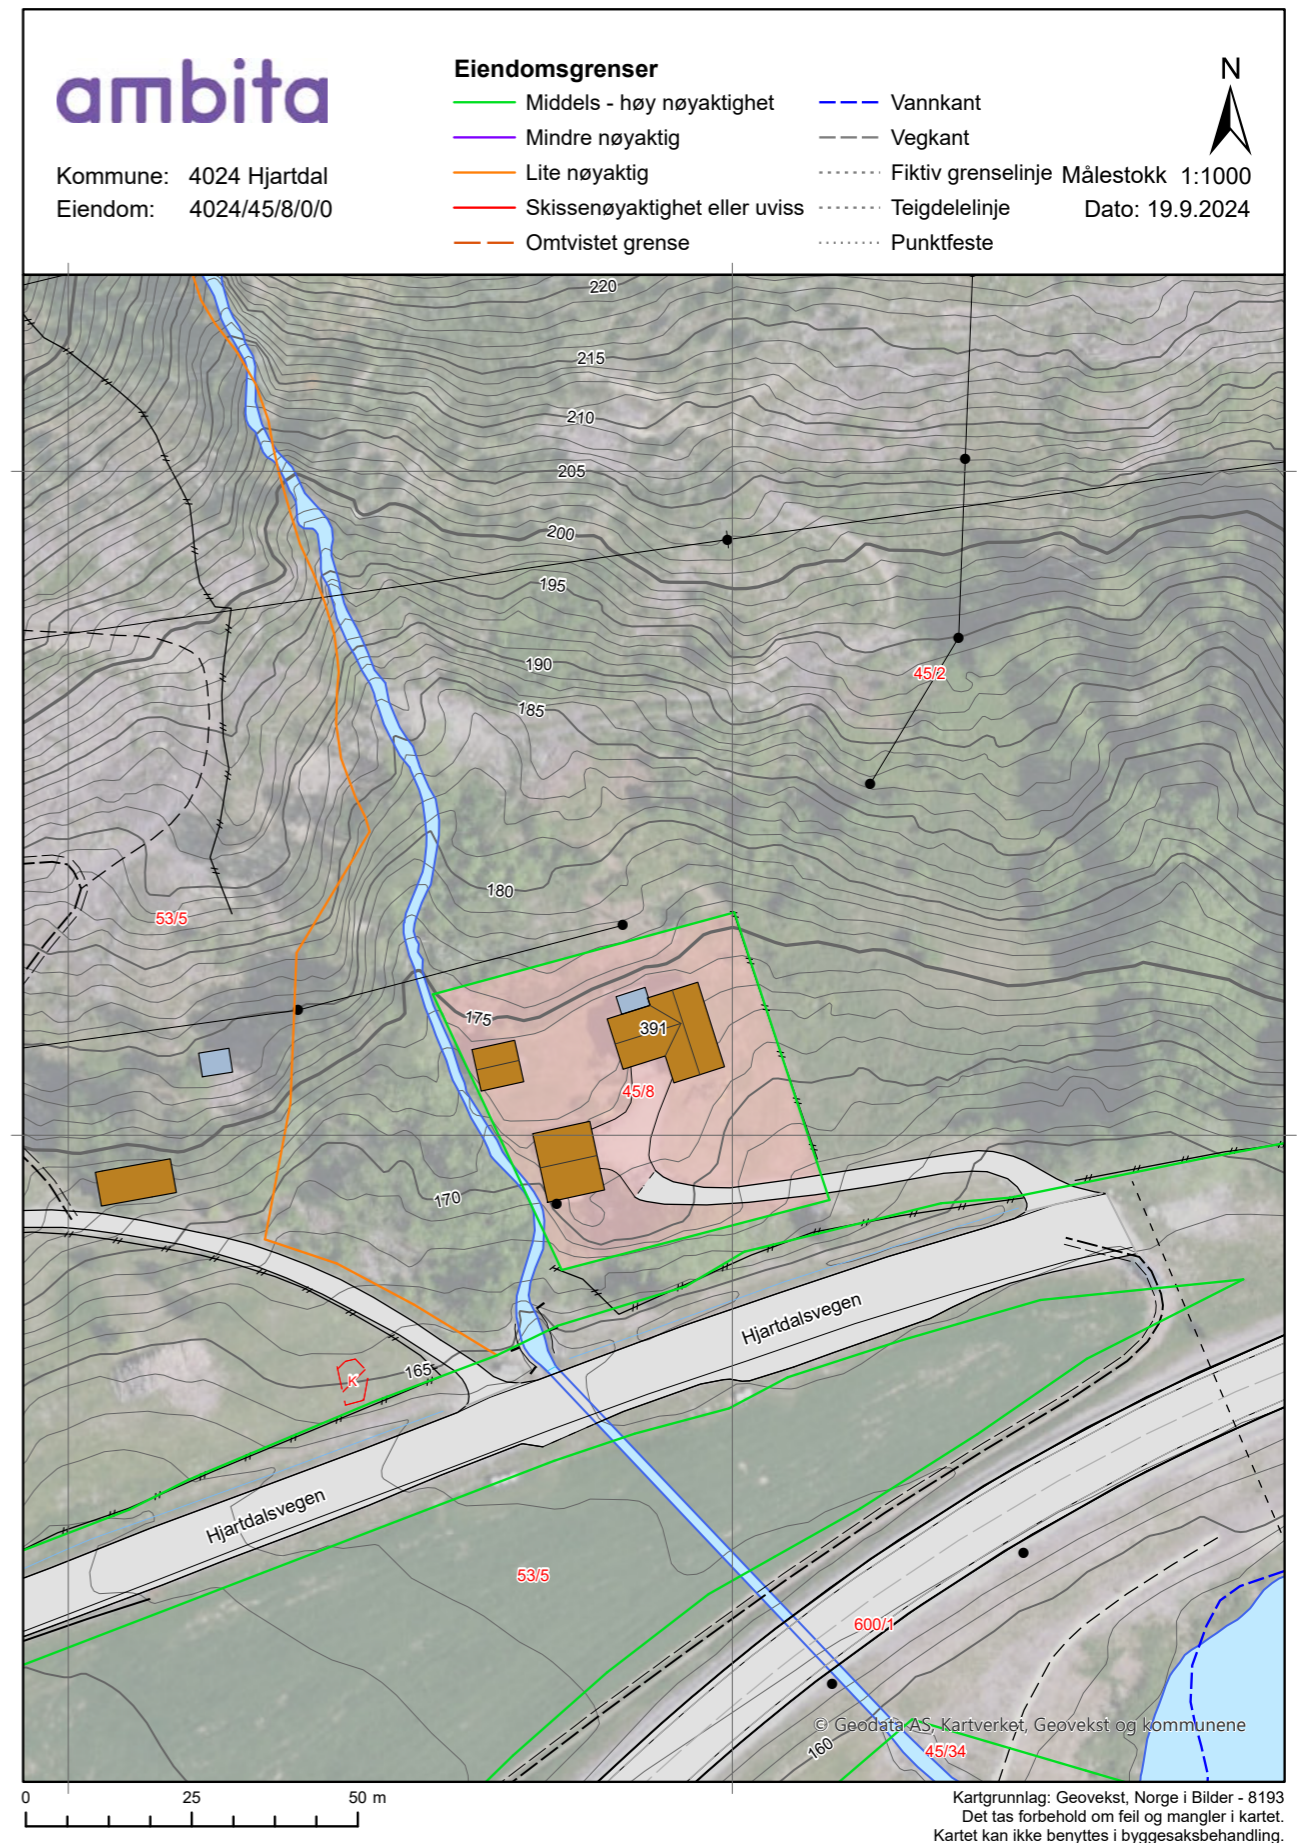 ambita
Kommune: 4024 Hjartdal
Eiendom: 4024/45/8/0/0
Eiendomsgrenser
Middels - høy nøyaktighet
Mindre nøyaktig
Lite nøyaktig
Skissenøyaktighet eller uviss
Omtvistet grense
Vannkant
Vegkant
Fiktiv grenselinje
Teigdelelinje
Punktfeste
N
Målestokk 1:1000
Dato: 19.9.2024
220
215
210
205
200
195
190
45/2
185
180
53/5
175
391
45/8
170
Hjartdalsvegen
165
K
Hjartdalsvegen
53/5
600/1
© Geodata AS, Kartverket, Geovekst og kommunene
160
45/34
0 25 50 m
Kartgrunnlag: Geovekst, Norge i Bilder - 8193
Det tas forbehold om feil og mangler i kartet.
Kartet kan ikke benyttes i byggesaksbehandling.